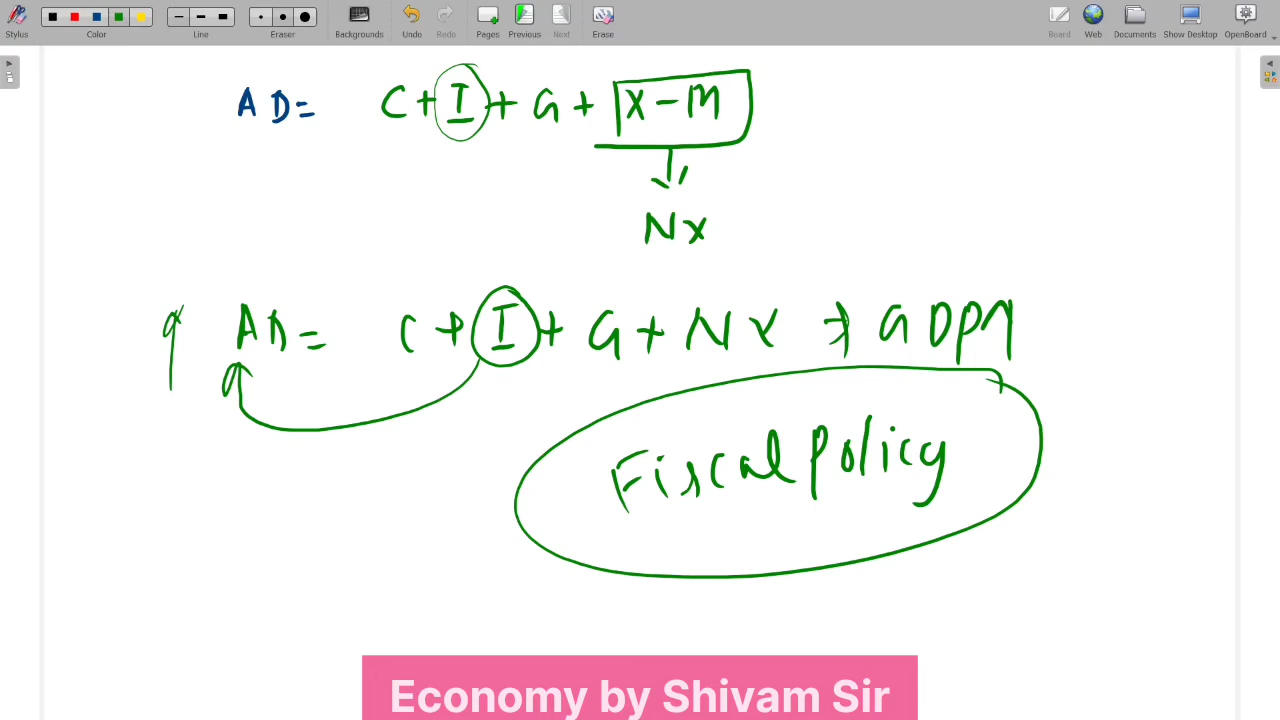 Stylus Color Line Eraser Backgrounds Undo Redo Pages Previous Next Erase Board Web Documents Show Desktop OpenBoard
AD= C+I+G+ X-M
Nx
AD= C+I+G+Nx → GDPM
Fiscal Policy
Economy by Shivam Sir